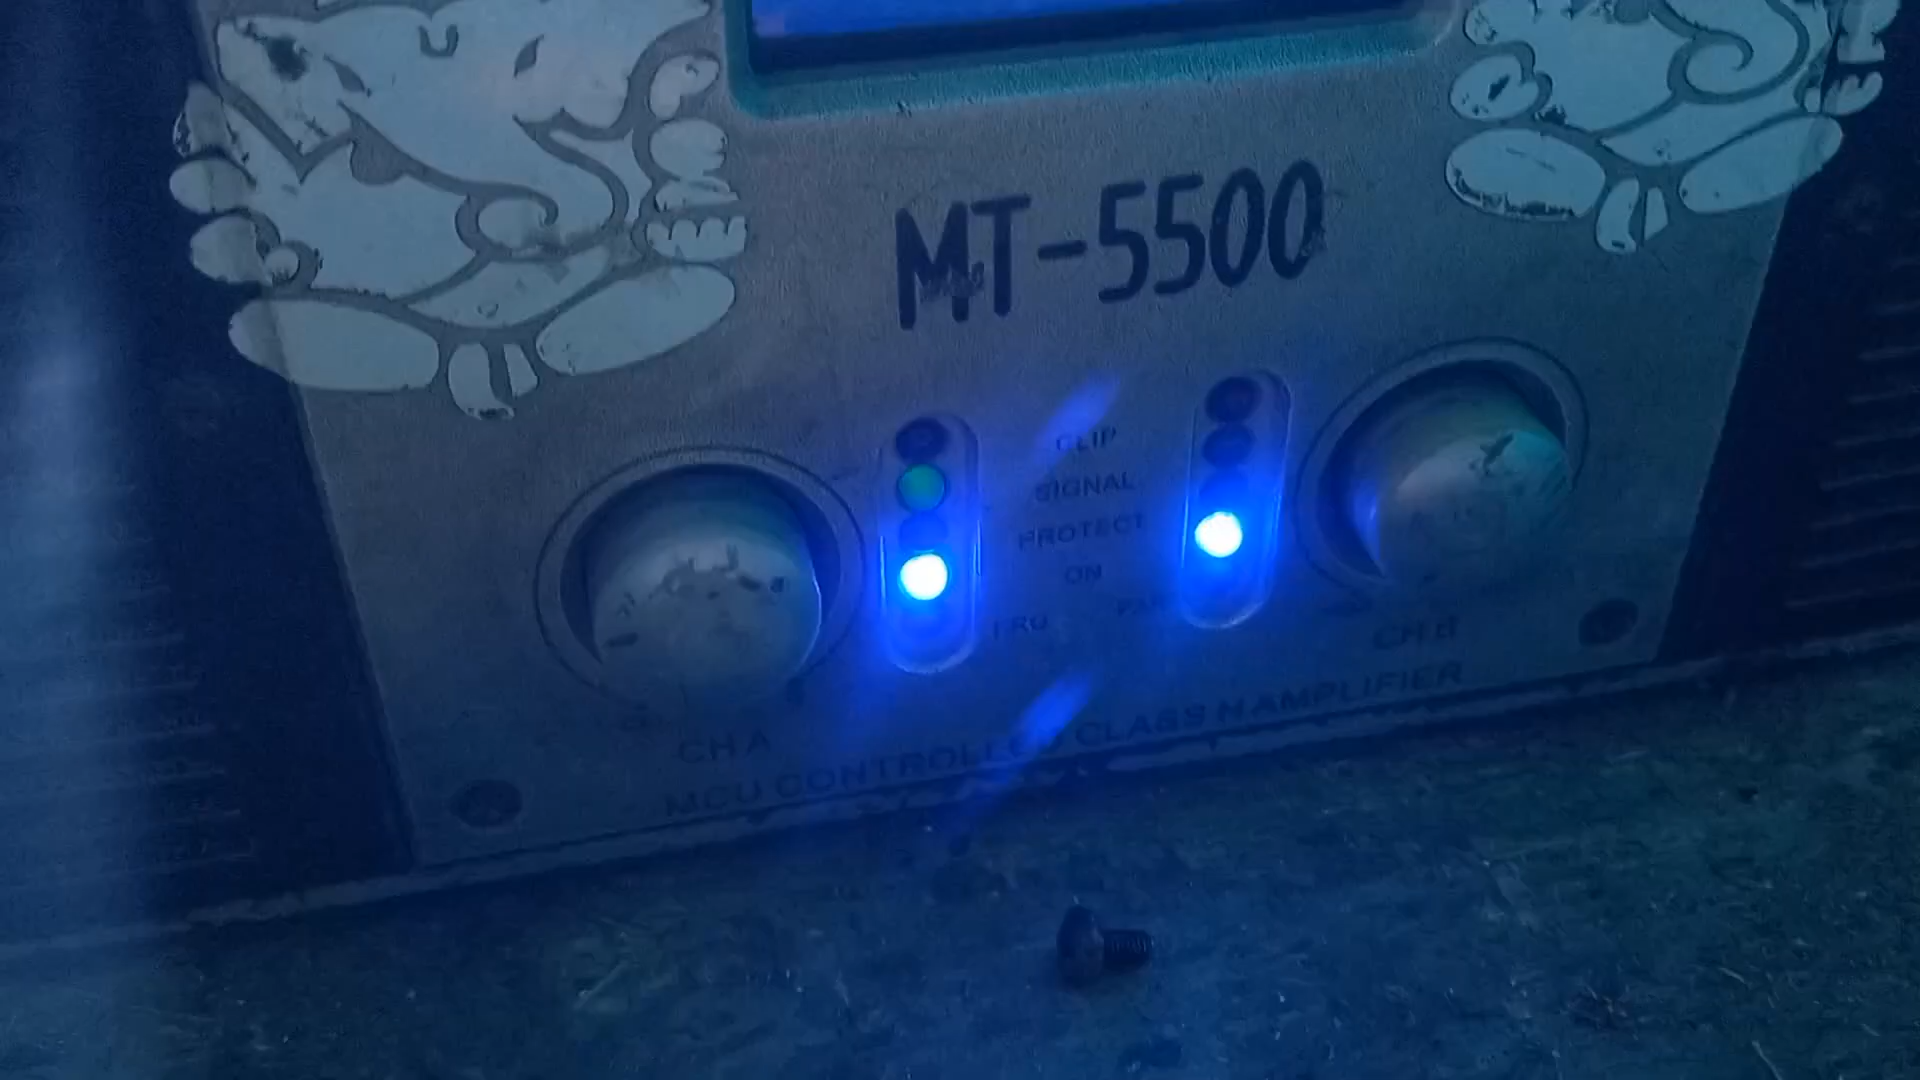 MT-5500
CLIP
SIGNAL
PROTECT
ON
CH A
CH B
MCU CONTROLLED CLASS H AMPLIFIER